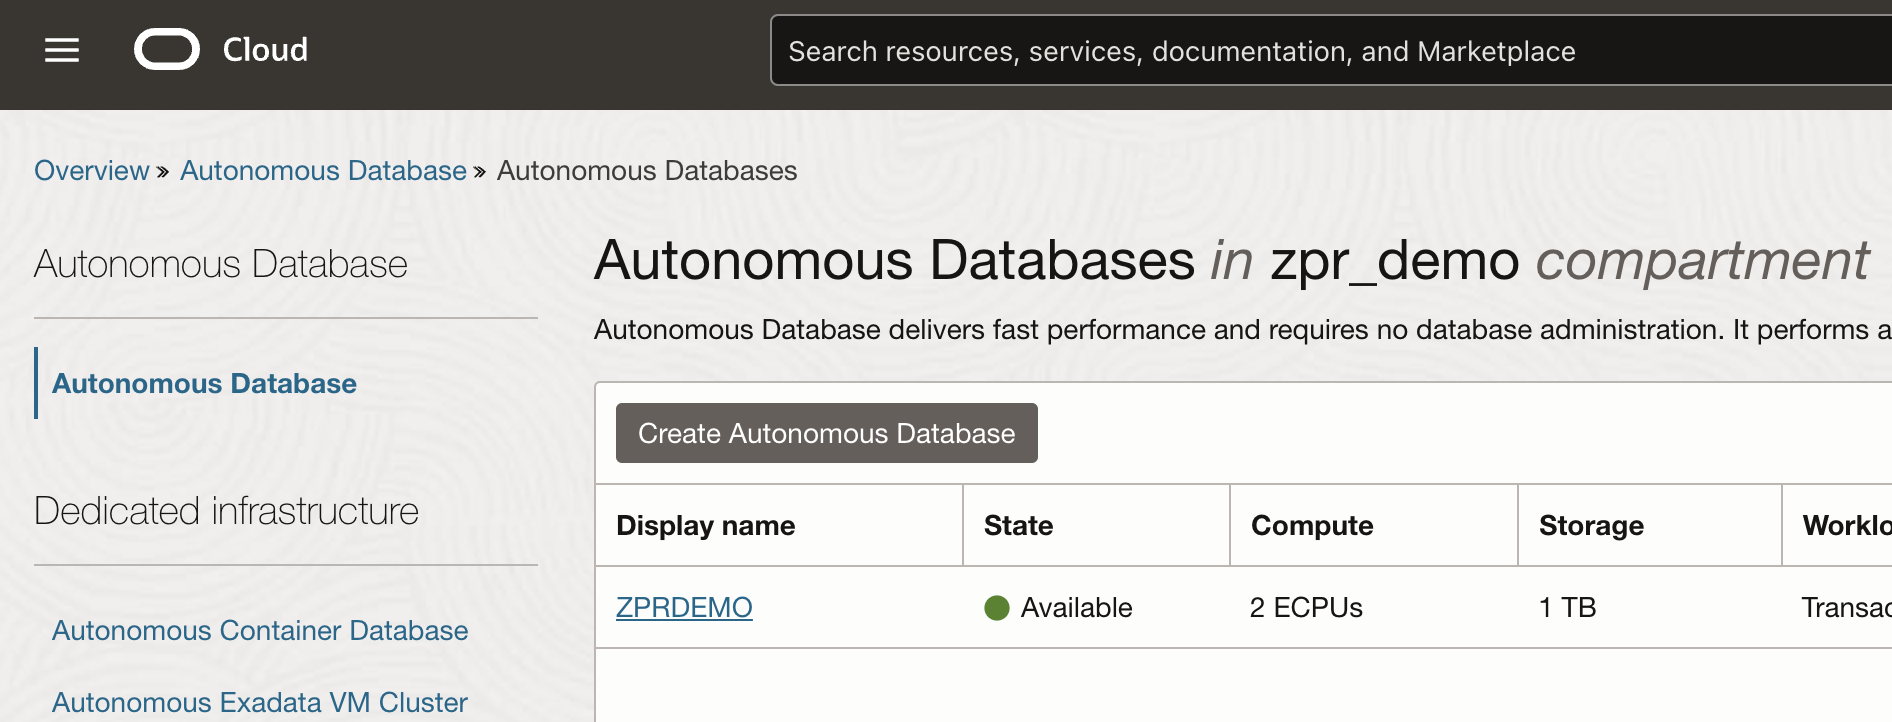 Cloud
Search resources, services, documentation, and Marketplace
Overview » Autonomous Database » Autonomous Databases
Autonomous Database
Autonomous Database
Dedicated infrastructure
Autonomous Container Database
Autonomous Exadata VM Cluster
Autonomous Databases in zpr_demo compartment
Autonomous Database delivers fast performance and requires no database administration. It performs a
Create Autonomous Database
Display name State Compute Storage Worklo
ZPRDEMO Available 2 ECPUs 1 TB Transac